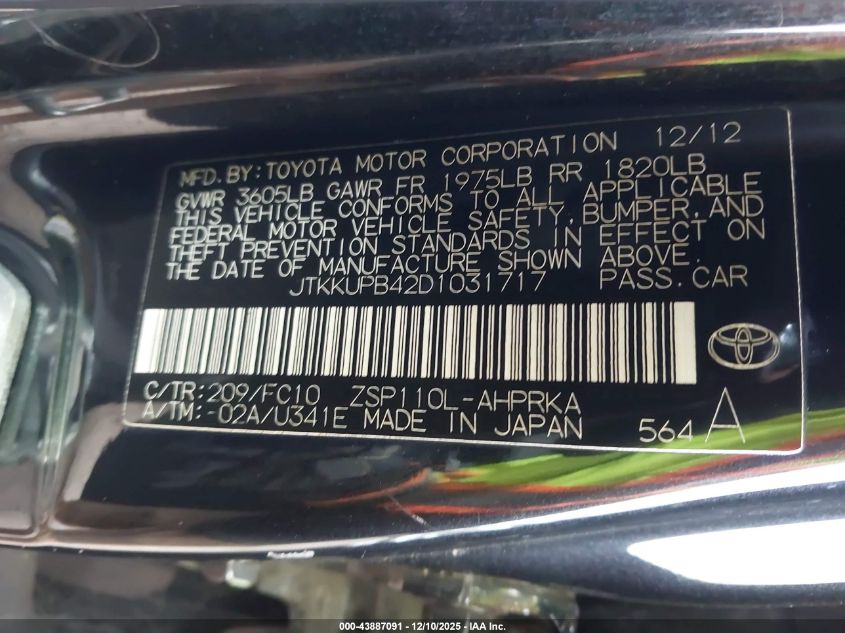 MFD. BY: TOYOTA MOTOR CORPORATION 12/12
GVWR 3605LB GAWR FR 1975LB RR 1820LB
THIS VEHICLE CONFORMS TO ALL APPLICABLE
FEDERAL MOTOR VEHICLE SAFETY, BUMPER, AND
THEFT PREVENTION STANDARDS IN EFFECT ON
THE DATE OF MANUFACTURE SHOWN ABOVE.
JTKKUPB42D1031717 PASS. CAR
C/TR: 209/FC10 ZSP110L-AHPRKA
A/TM: -02A/U341E MADE IN JAPAN 564 A
000-43887091 - 12/10/2025 - IAA Inc.